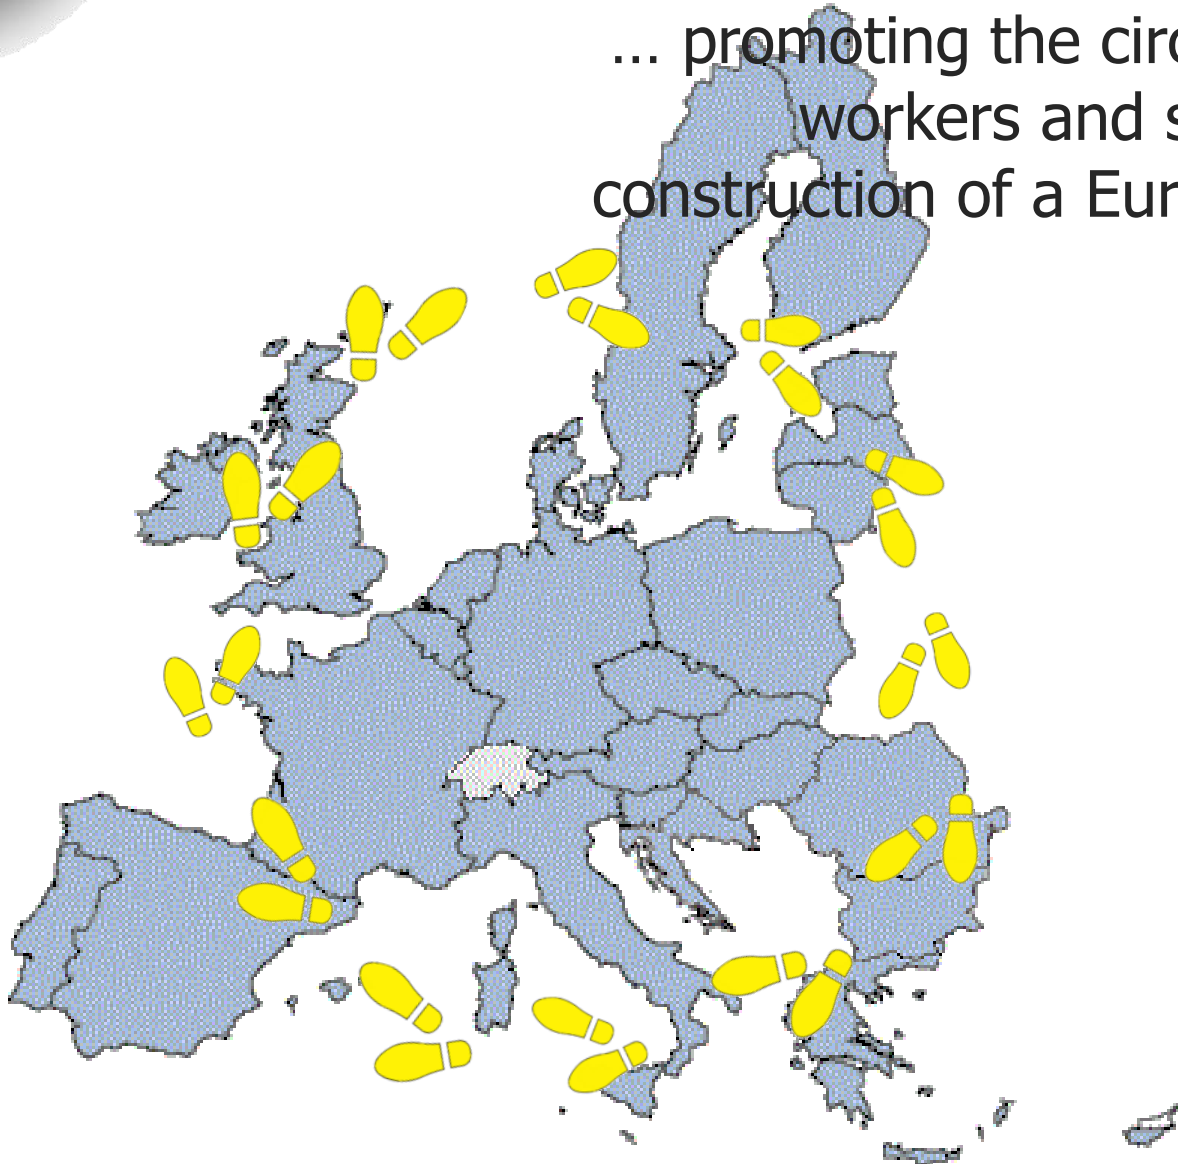 ... promoting the circ
workers and s
construction of a Eur